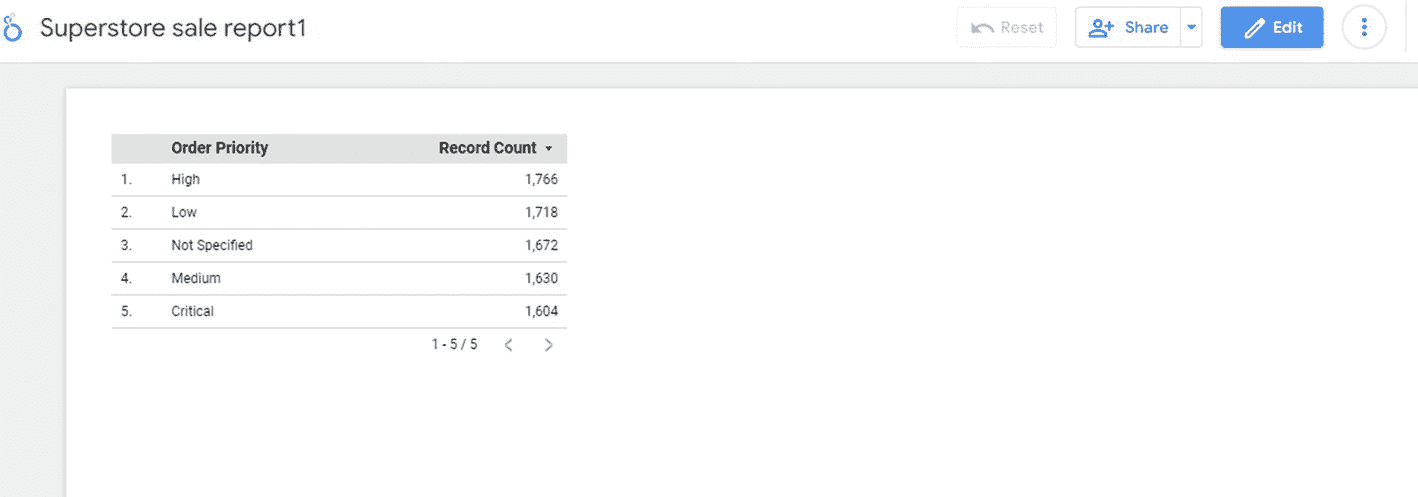 Superstore sale report1
Reset Share Edit
Order Priority Record Count
1. High 1,766
2. Low 1,718
3. Not Specified 1,672
4. Medium 1,630
5. Critical 1,604
1 - 5 / 5